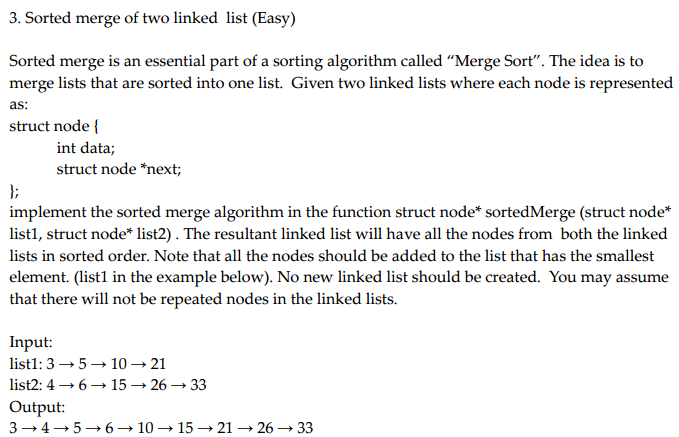 3. Sorted merge of two linked list (Easy)
Sorted merge is an essential part of a sorting algorithm called “Merge Sort”. The idea is to
merge lists that are sorted into one list. Given two linked lists where each node is represented
as:
struct node {
int data;
struct node *next;
};
implement the sorted merge algorithm in the function struct node* sortedMerge (struct node*
list1, struct node* list2) . The resultant linked list will have all the nodes from both the linked
lists in sorted order. Note that all the nodes should be added to the list that has the smallest
element. (list1 in the example below). No new linked list should be created. You may assume
that there will not be repeated nodes in the linked lists.
Input:
list1: 3 → 5 → 10 → 21
list2: 4 → 6 → 15 → 26 → 33
Output:
3 → 4 → 5 → 6 → 10 → 15 → 21 → 26 → 33